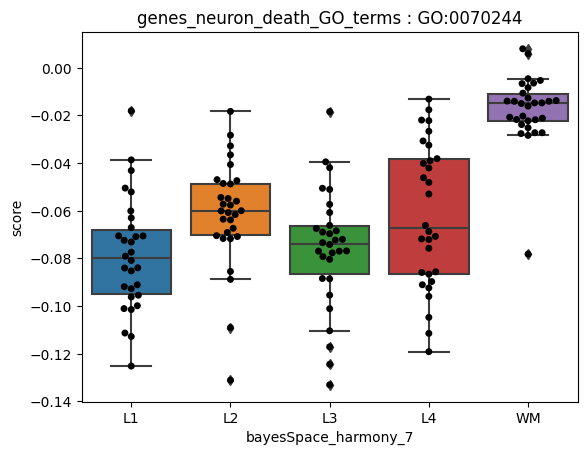 genes_neuron_death_GO_terms : GO:0070244
0.00
−0.02
−0.04
−0.06
−0.08
−0.10
−0.12
−0.14
score
L1 L2 L3 L4 WM
bayesSpace_harmony_7